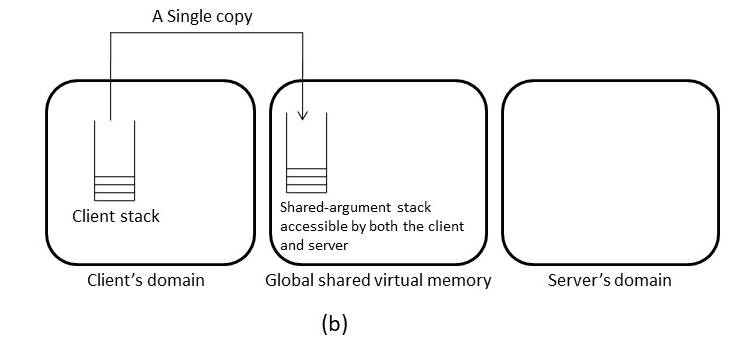 A Single copy
Client stack
Shared-argument stack
accessible by both the client
and server
Client’s domain
Global shared virtual memory
Server’s domain
(b)